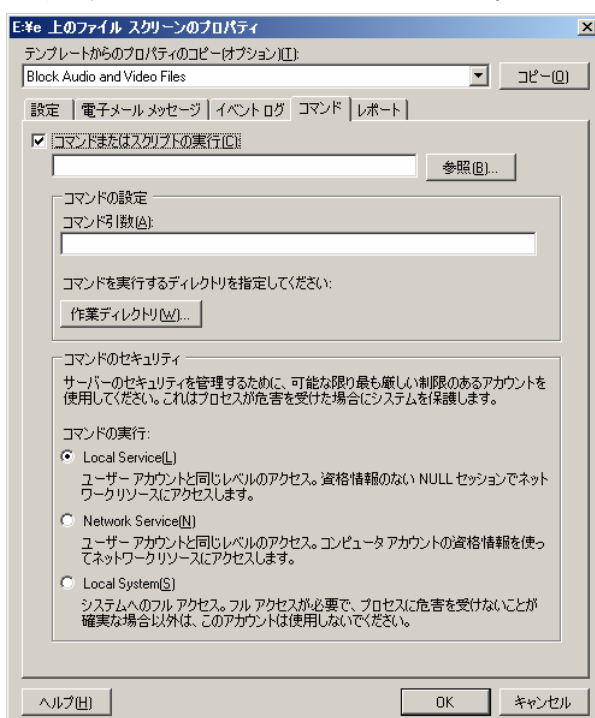 E:¥e 上のファイル スクリーンのプロパティ
テンプレートからのプロパティのコピー(オプション)(T):
Block Audio and Video Files
コピー(O)
設定 電子メール メッセージ イベント ログ コマンド レポート
コマンドまたはスクリプトの実行(C)
参照(B)...
コマンドの設定
コマンド引数(A):
コマンドを実行するディレクトリを指定してください:
作業ディレクトリ(W)...
コマンドのセキュリティ
サーバーのセキュリティを管理するために、可能な限り最も厳しい制限のあるアカウントを
使用してください。これはプロセスが危害を受けた場合にシステムを保護します。
コマンドの実行:
Local Service(L)
ユーザー アカウントと同じレベルのアクセス。資格情報のない NULL セッションでネット
ワークリソースにアクセスします。
Network Service(N)
ユーザー アカウントと同じレベルのアクセス。コンピュータ アカウントの資格情報を使っ
てネットワークリソースにアクセスします。
Local System(S)
システムへのフル アクセス。フル アクセスが必要で、プロセスに危害を受けないことが
確実な場合以外は、このアカウントは使用しないでください。
ヘルプ(H)
OK
キャンセル